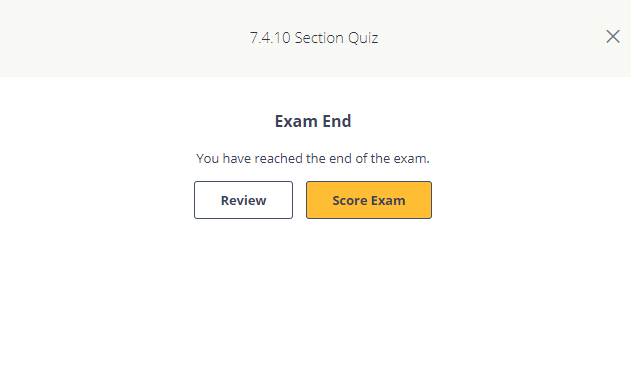 7.4.10 Section Quiz
Exam End
You have reached the end of the exam.
Review
Score Exam